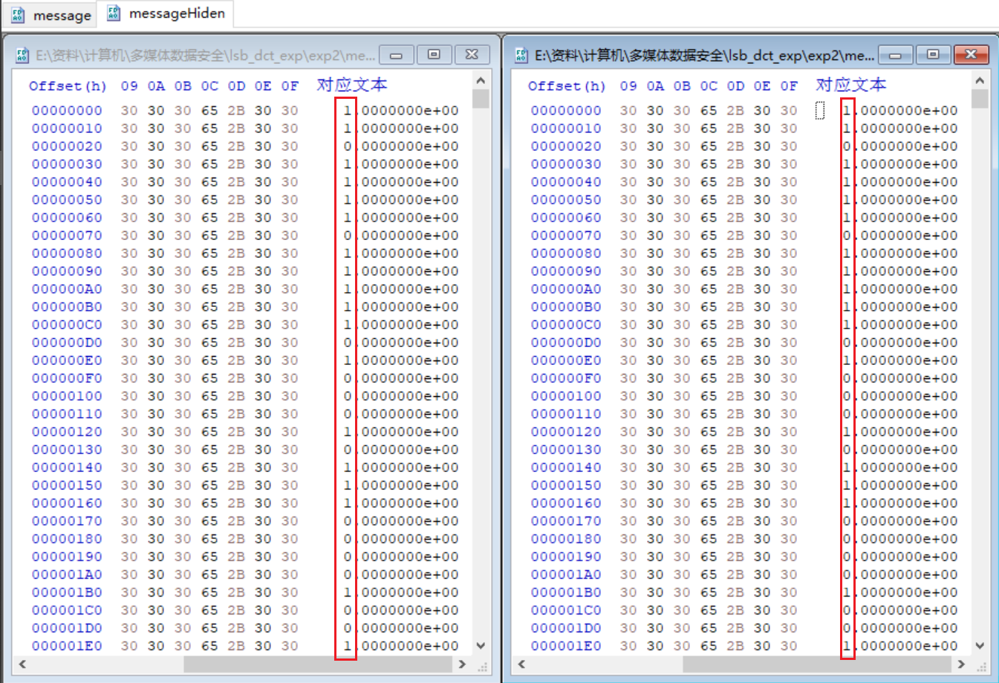 message messageHiden
E:\资料\计算机\多媒体数据安全\lsb_dct_exp\exp2\me...
Offset(h) 09 0A 0B 0C 0D 0E 0F 对应文本
00000000 30 30 30 65 2B 30 30 1.0000000e+00
00000010 30 30 30 65 2B 30 30 1.0000000e+00
00000020 30 30 30 65 2B 30 30 0.0000000e+00
00000030 30 30 30 65 2B 30 30 1.0000000e+00
00000040 30 30 30 65 2B 30 30 1.0000000e+00
00000050 30 30 30 65 2B 30 30 1.0000000e+00
00000060 30 30 30 65 2B 30 30 1.0000000e+00
00000070 30 30 30 65 2B 30 30 0.0000000e+00
00000080 30 30 30 65 2B 30 30 1.0000000e+00
00000090 30 30 30 65 2B 30 30 1.0000000e+00
000000A0 30 30 30 65 2B 30 30 1.0000000e+00
000000B0 30 30 30 65 2B 30 30 1.0000000e+00
000000C0 30 30 30 65 2B 30 30 1.0000000e+00
000000D0 30 30 30 65 2B 30 30 0.0000000e+00
000000E0 30 30 30 65 2B 30 30 1.0000000e+00
000000F0 30 30 30 65 2B 30 30 0.0000000e+00
00000100 30 30 30 65 2B 30 30 0.0000000e+00
00000110 30 30 30 65 2B 30 30 0.0000000e+00
00000120 30 30 30 65 2B 30 30 1.0000000e+00
00000130 30 30 30 65 2B 30 30 0.0000000e+00
00000140 30 30 30 65 2B 30 30 1.0000000e+00
00000150 30 30 30 65 2B 30 30 1.0000000e+00
00000160 30 30 30 65 2B 30 30 1.0000000e+00
00000170 30 30 30 65 2B 30 30 0.0000000e+00
00000180 30 30 30 65 2B 30 30 0.0000000e+00
00000190 30 30 30 65 2B 30 30 0.0000000e+00
000001A0 30 30 30 65 2B 30 30 0.0000000e+00
000001B0 30 30 30 65 2B 30 30 1.0000000e+00
000001C0 30 30 30 65 2B 30 30 0.0000000e+00
000001D0 30 30 30 65 2B 30 30 0.0000000e+00
000001E0 30 30 30 65 2B 30 30 1.0000000e+00
E:\资料\计算机\多媒体数据安全\lsb_dct_exp\exp2\me...
Offset(h) 09 0A 0B 0C 0D 0E 0F 对应文本
00000000 30 30 30 65 2B 30 30 1.0000000e+00
00000010 30 30 30 65 2B 30 30 1.0000000e+00
00000020 30 30 30 65 2B 30 30 0.0000000e+00
00000030 30 30 30 65 2B 30 30 1.0000000e+00
00000040 30 30 30 65 2B 30 30 1.0000000e+00
00000050 30 30 30 65 2B 30 30 1.0000000e+00
00000060 30 30 30 65 2B 30 30 1.0000000e+00
00000070 30 30 30 65 2B 30 30 0.0000000e+00
00000080 30 30 30 65 2B 30 30 1.0000000e+00
00000090 30 30 30 65 2B 30 30 1.0000000e+00
000000A0 30 30 30 65 2B 30 30 1.0000000e+00
000000B0 30 30 30 65 2B 30 30 1.0000000e+00
000000C0 30 30 30 65 2B 30 30 1.0000000e+00
000000D0 30 30 30 65 2B 30 30 0.0000000e+00
000000E0 30 30 30 65 2B 30 30 1.0000000e+00
000000F0 30 30 30 65 2B 30 30 0.0000000e+00
00000100 30 30 30 65 2B 30 30 0.0000000e+00
00000110 30 30 30 65 2B 30 30 0.0000000e+00
00000120 30 30 30 65 2B 30 30 1.0000000e+00
00000130 30 30 30 65 2B 30 30 0.0000000e+00
00000140 30 30 30 65 2B 30 30 1.0000000e+00
00000150 30 30 30 65 2B 30 30 1.0000000e+00
00000160 30 30 30 65 2B 30 30 1.0000000e+00
00000170 30 30 30 65 2B 30 30 0.0000000e+00
00000180 30 30 30 65 2B 30 30 0.0000000e+00
00000190 30 30 30 65 2B 30 30 0.0000000e+00
000001A0 30 30 30 65 2B 30 30 0.0000000e+00
000001B0 30 30 30 65 2B 30 30 1.0000000e+00
000001C0 30 30 30 65 2B 30 30 0.0000000e+00
000001D0 30 30 30 65 2B 30 30 0.0000000e+00
000001E0 30 30 30 65 2B 30 30 1.0000000e+00